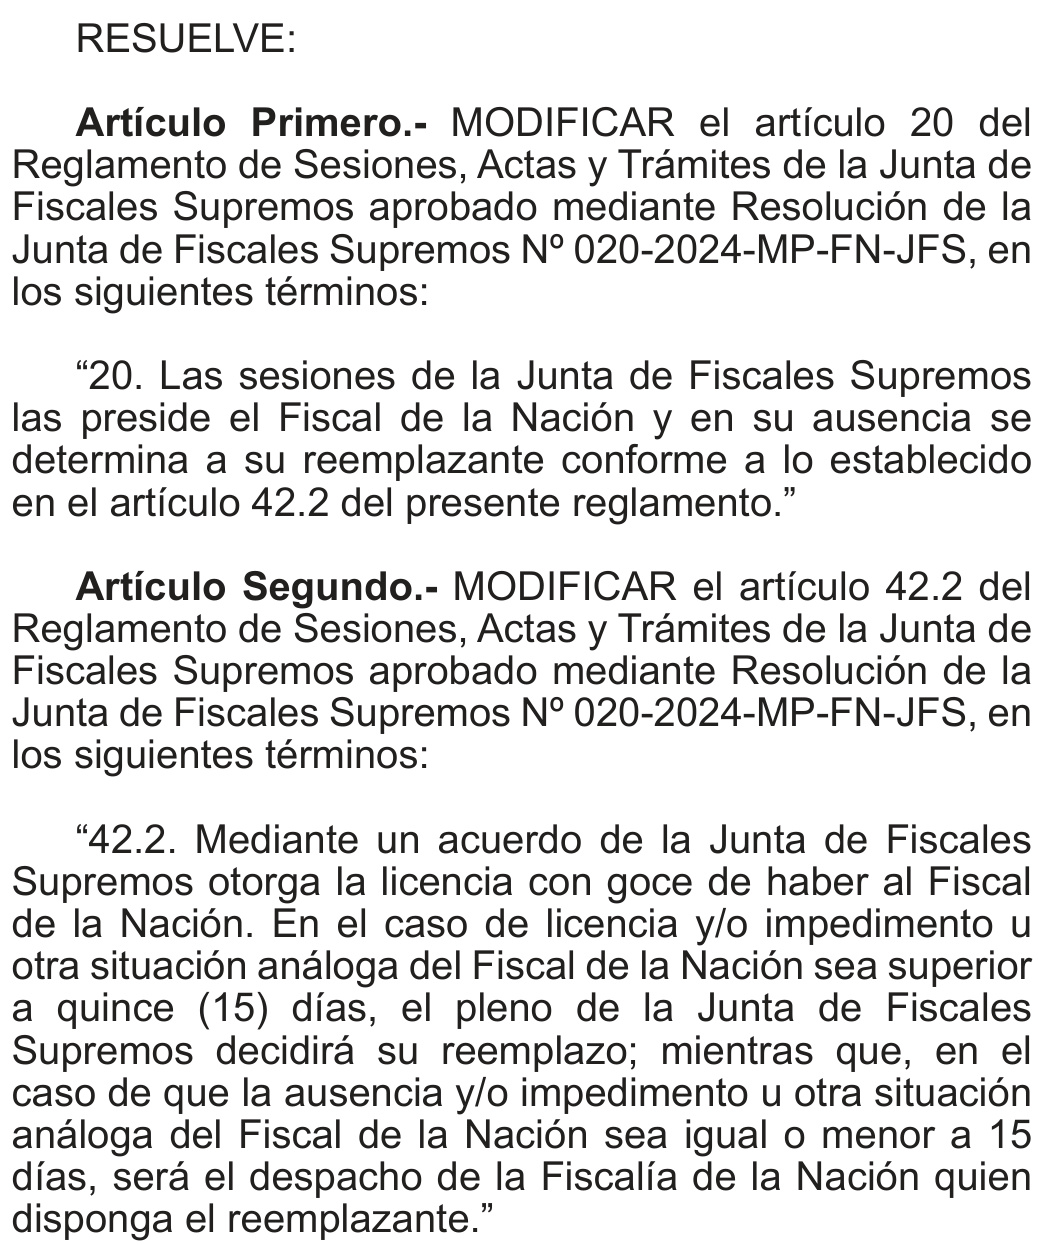 RESUELVE:
Artículo Primero.- MODIFICAR el artículo 20 del
Reglamento de Sesiones, Actas y Trámites de la Junta de
Fiscales Supremos aprobado mediante Resolución de la
Junta de Fiscales Supremos Nº 020-2024-MP-FN-JFS, en
los siguientes términos:
“20. Las sesiones de la Junta de Fiscales Supremos
las preside el Fiscal de la Nación y en su ausencia se
determina a su reemplazante conforme a lo establecido
en el artículo 42.2 del presente reglamento.”
Artículo Segundo.- MODIFICAR el artículo 42.2 del
Reglamento de Sesiones, Actas y Trámites de la Junta de
Fiscales Supremos aprobado mediante Resolución de la
Junta de Fiscales Supremos Nº 020-2024-MP-FN-JFS, en
los siguientes términos:
“42.2. Mediante un acuerdo de la Junta de Fiscales
Supremos otorga la licencia con goce de haber al Fiscal
de la Nación. En el caso de licencia y/o impedimento u
otra situación análoga del Fiscal de la Nación sea superior
a quince (15) días, el pleno de la Junta de Fiscales
Supremos decidirá su reemplazo; mientras que, en el
caso de que la ausencia y/o impedimento u otra situación
análoga del Fiscal de la Nación sea igual o menor a 15
días, será el despacho de la Fiscalía de la Nación quien
disponga el reemplazante.”